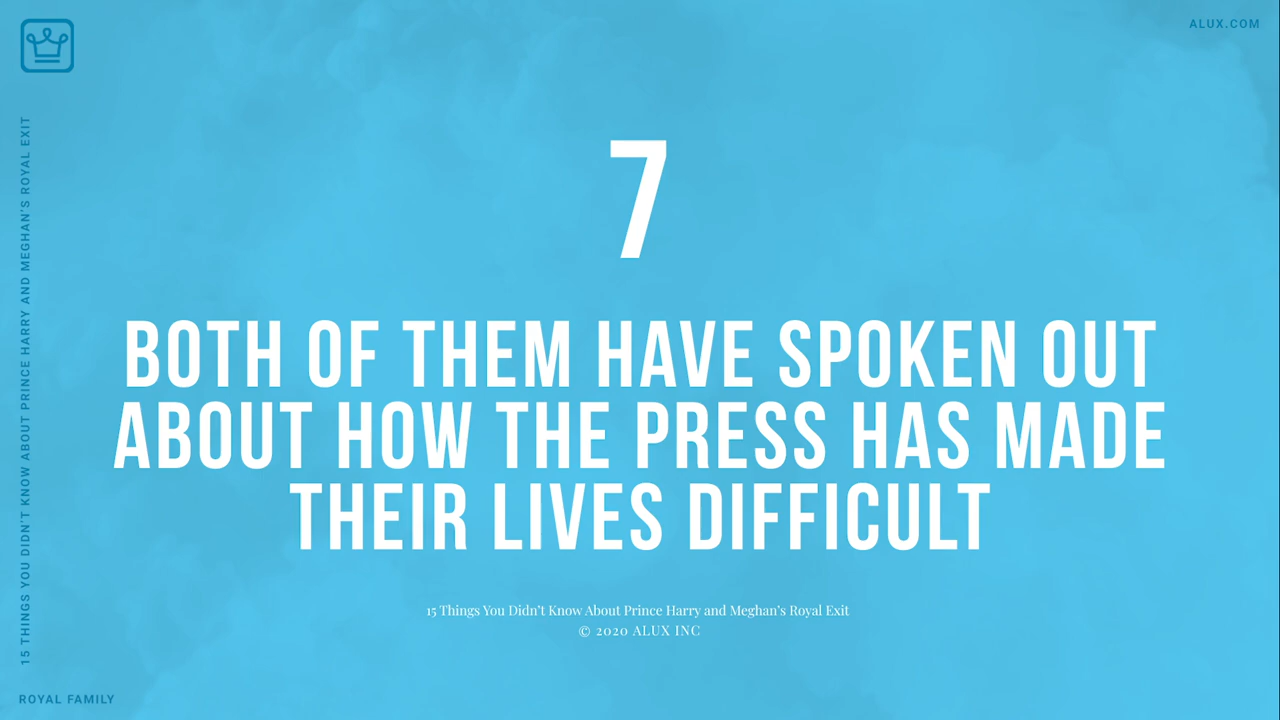 ALUX.COM
15 THINGS YOU DIDN'T KNOW ABOUT PRINCE HARRY AND MEGHAN'S ROYAL EXIT
7
BOTH OF THEM HAVE SPOKEN OUT
ABOUT HOW THE PRESS HAS MADE
THEIR LIVES DIFFICULT
15 Things You Didn't Know About Prince Harry and Meghan's Royal Exit
© 2020 ALUX INC
ROYAL FAMILY